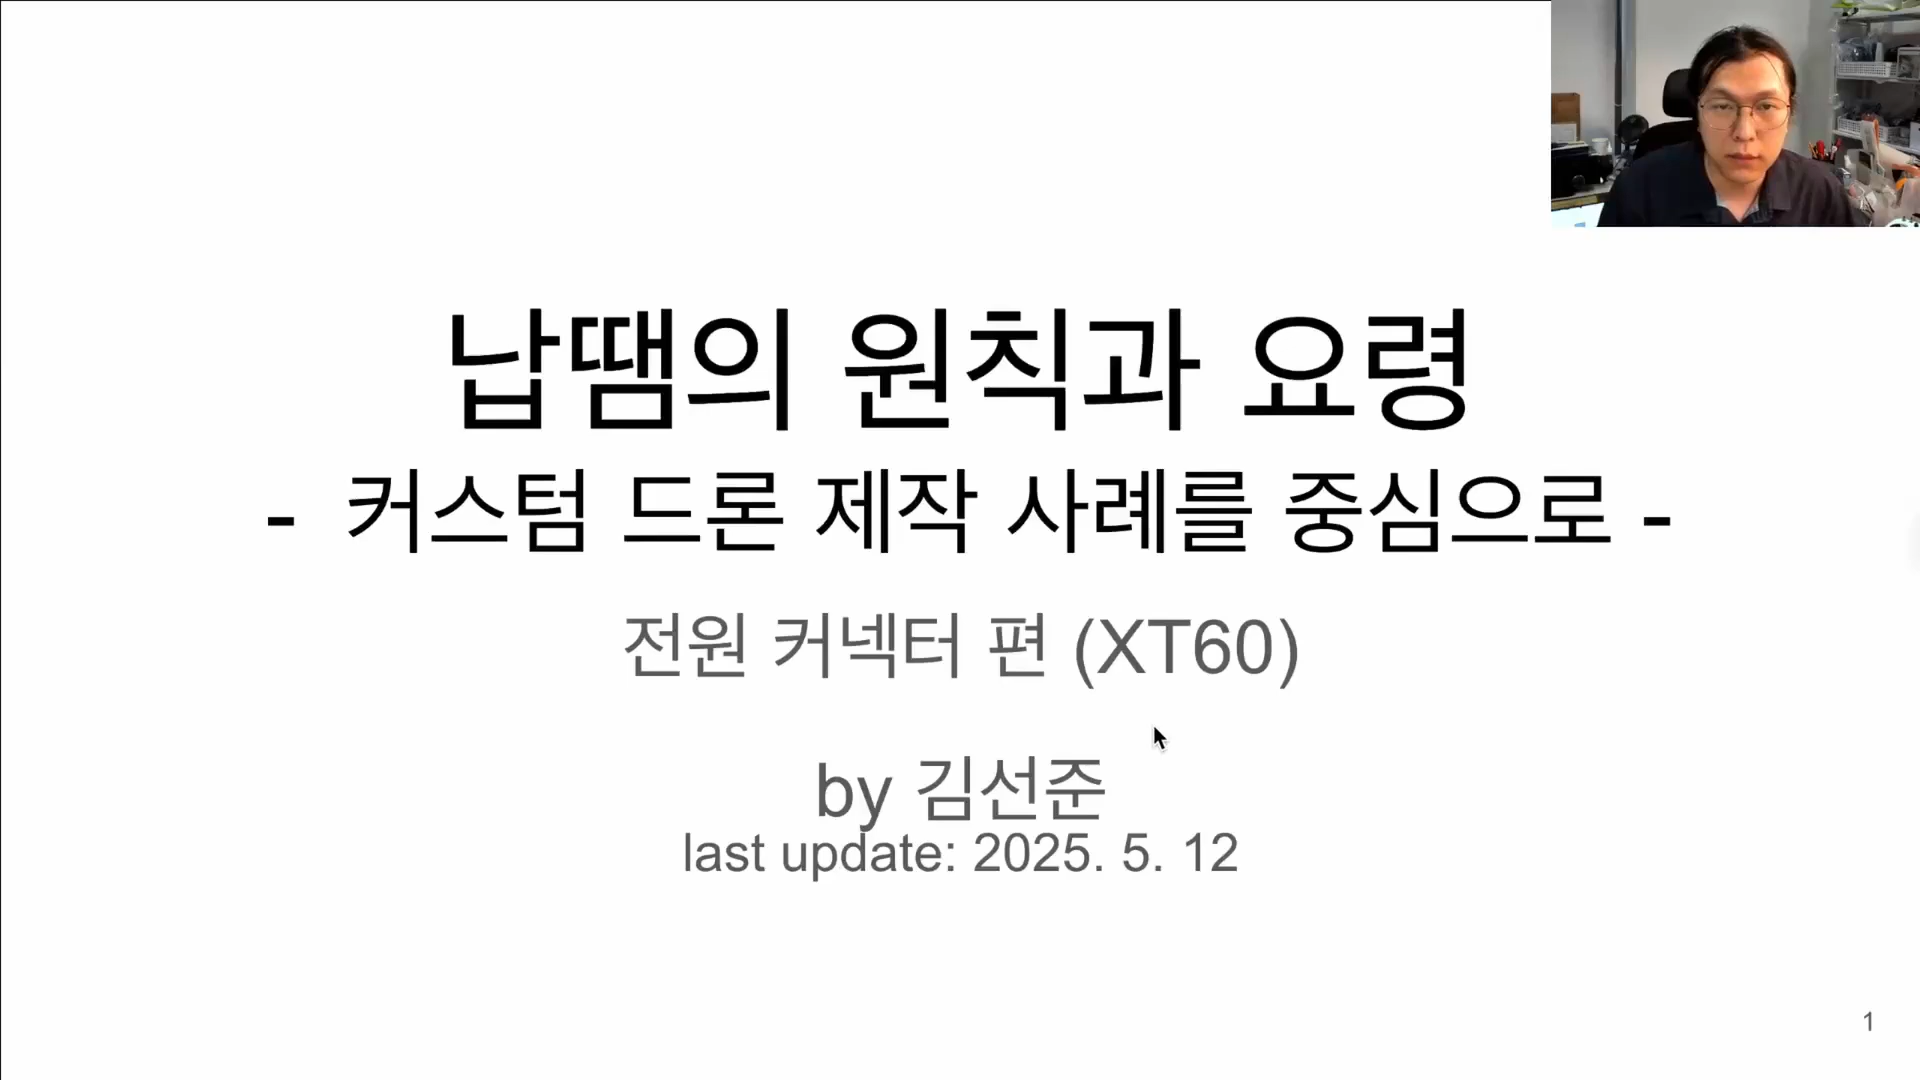 납땜의 원칙과 요령
- 커스텀 드론 제작 사례를 중심으로 -
전원 커넥터 편 (XT60)
by 김선준
last update: 2025. 5. 12
1